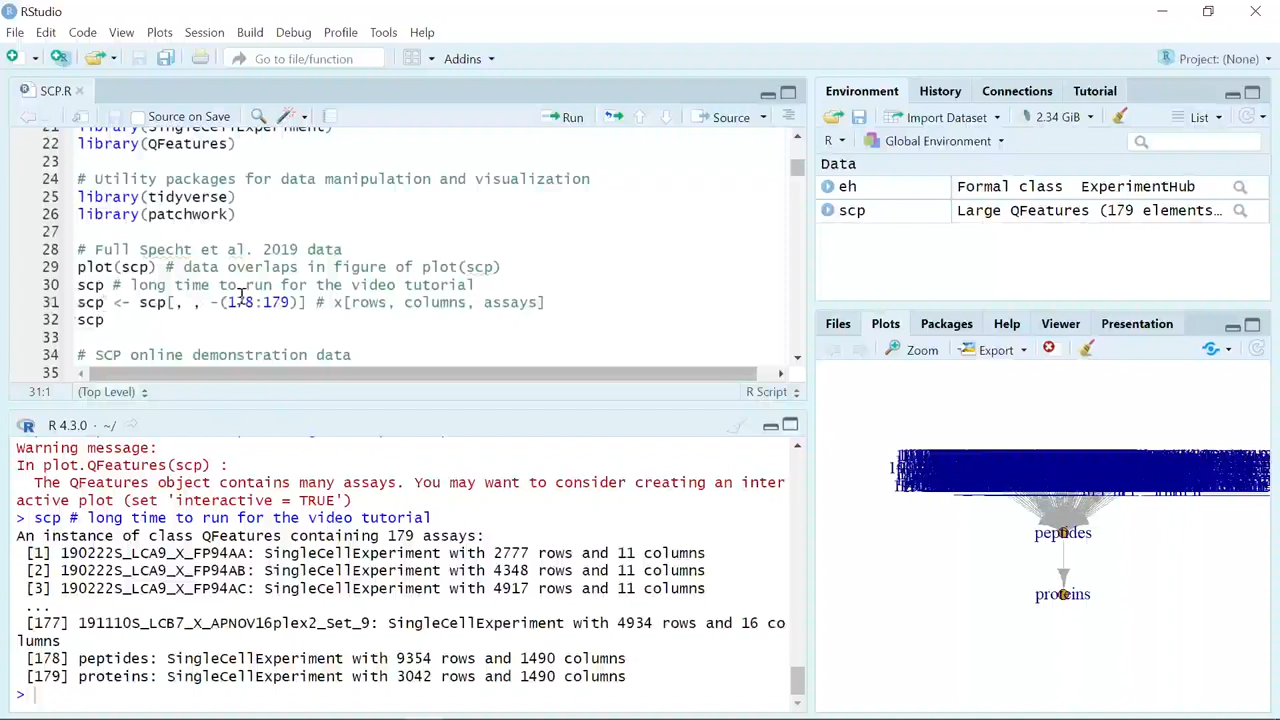 RStudio
File Edit Code View Plots Session Build Debug Profile Tools Help
Go to file/function
Addins
Project: (None)
SCP.R
Source on Save
Run
Source
21 library(SingleCellExperiment)
22 library(QFeatures)
23
24 # Utility packages for data manipulation and visualization
25 library(tidyverse)
26 library(patchwork)
27
28 # Full Specht et al. 2019 data
29 plot(scp) # data overlaps in figure of plot(scp)
30 scp # long time to run for the video tutorial
31 scp <- scp[, , -(178:179)] # x[rows, columns, assays]
32 scp
33
34 # SCP online demonstration data
35
31:1 (Top Level) R Script
R 4.3.0 · ~/
Warning message:
In plot.QFeatures(scp) :
The QFeatures object contains many assays. You may want to consider creating an inter
active plot (set 'interactive = TRUE')
> scp # long time to run for the video tutorial
An instance of class QFeatures containing 179 assays:
[1] 190222S_LCA9_X_FP94AA: SingleCellExperiment with 2777 rows and 11 columns
[2] 190222S_LCA9_X_FP94AB: SingleCellExperiment with 4348 rows and 11 columns
[3] 190222S_LCA9_X_FP94AC: SingleCellExperiment with 4917 rows and 11 columns
...
[177] 191110S_LCB7_X_APNOV16plex2_Set_9: SingleCellExperiment with 4934 rows and 16 co
lumns
[178] peptides: SingleCellExperiment with 9354 rows and 1490 columns
[179] proteins: SingleCellExperiment with 3042 rows and 1490 columns
>
Environment History Connections Tutorial
Import Dataset 2.34 GiB List
R Global Environment
Data
eh Formal class ExperimentHub
scp Large QFeatures (179 elements…
Files Plots Packages Help Viewer Presentation
Zoom Export
peptides
proteins